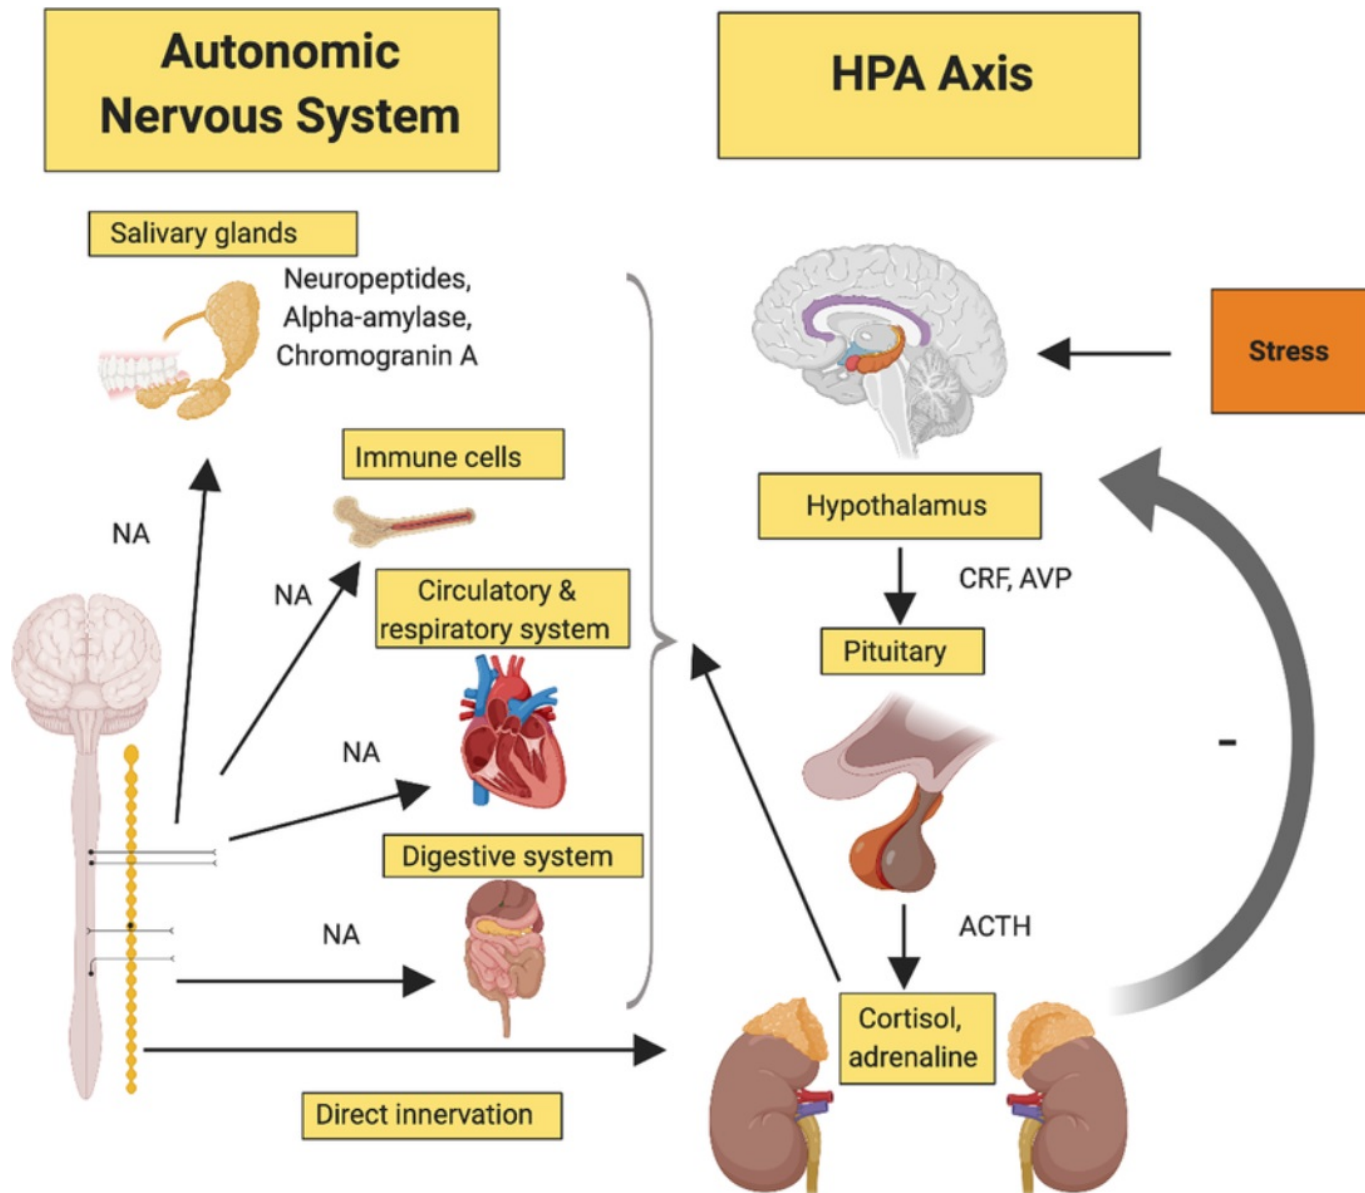 Autonomic
Nervous System
HPA Axis
Salivary glands
Neuropeptides,
Alpha-amylase,
Chromogranin A
Stress
Immune cells
NA
NA
Circulatory &
respiratory system
NA
Digestive system
NA
Direct innervation
Hypothalamus
CRF, AVP
Pituitary
-
ACTH
Cortisol,
adrenaline